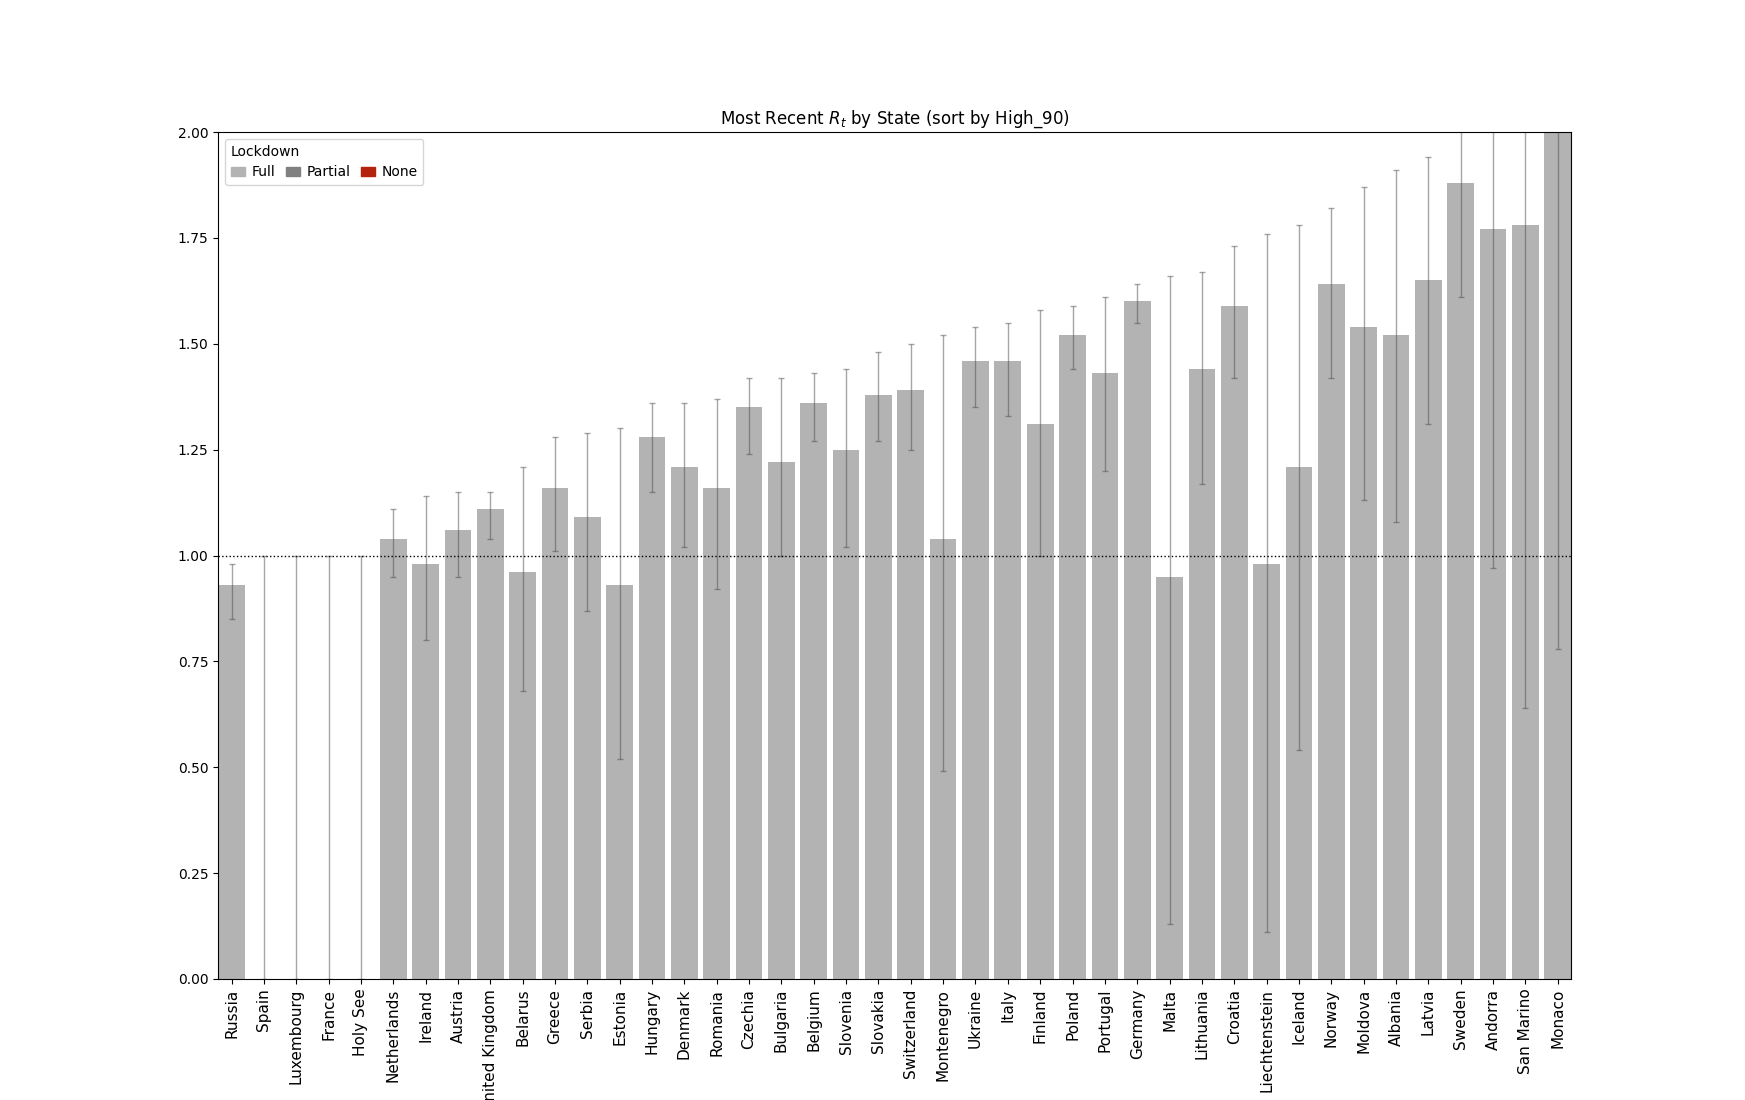 Most Recent R_t by State (sort by High_90)
Lockdown
Full Partial None
2.00
1.75
1.50
1.25
1.00
0.75
0.50
0.25
0.00
Russia
Spain
Luxembourg
France
Holy See
Netherlands
Ireland
Austria
nited Kingdom
Belarus
Greece
Serbia
Estonia
Hungary
Denmark
Romania
Czechia
Bulgaria
Belgium
Slovenia
Slovakia
Switzerland
Montenegro
Ukraine
Italy
Finland
Poland
Portugal
Germany
Malta
Lithuania
Croatia
Liechtenstein
Iceland
Norway
Moldova
Albania
Latvia
Sweden
Andorra
San Marino
Monaco